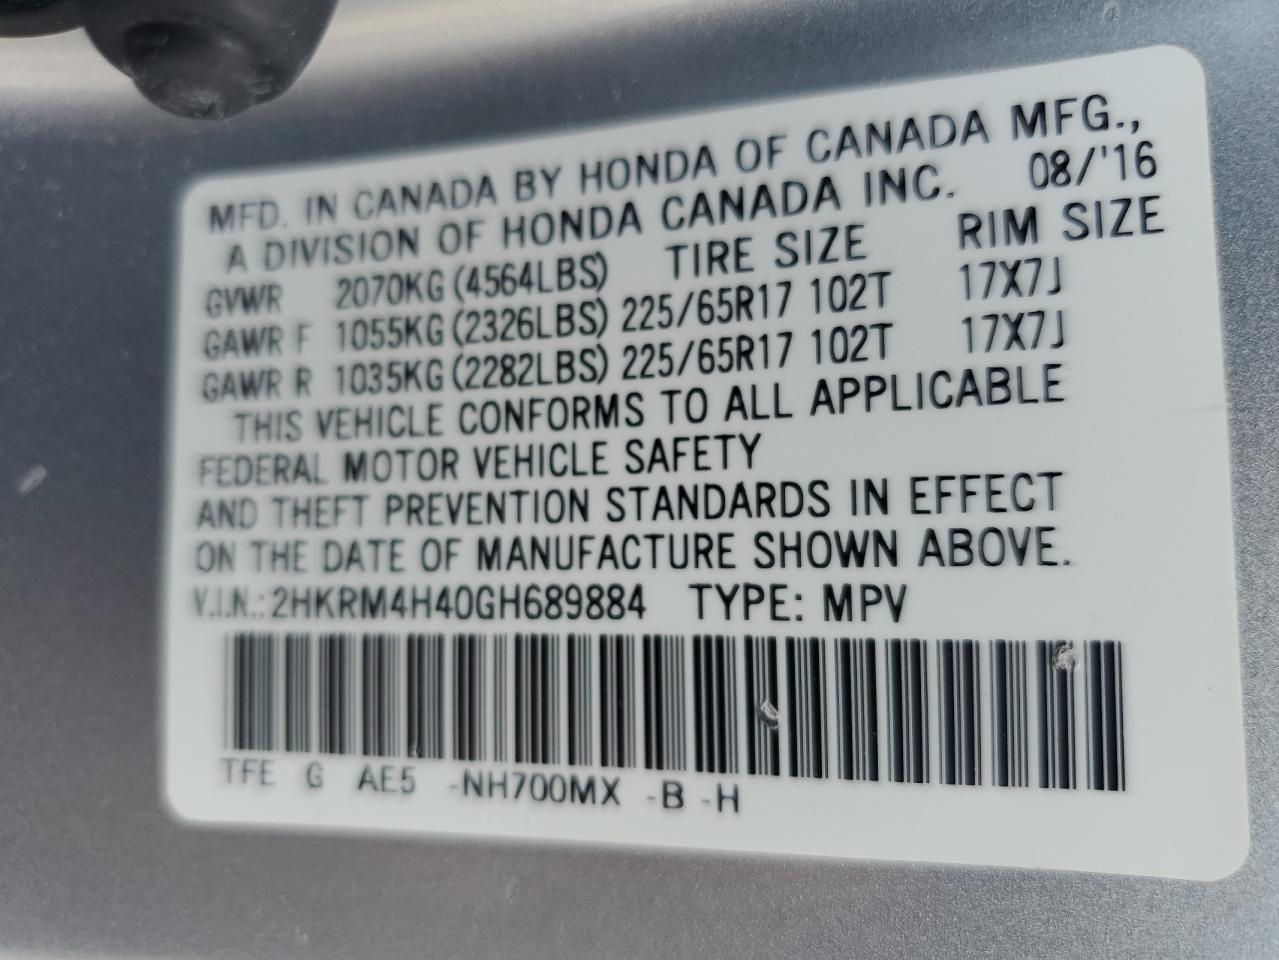 MFD. IN CANADA BY HONDA OF CANADA MFG.,
A DIVISION OF HONDA CANADA INC. 08/'16
GVWR 2070KG (4564LBS) TIRE SIZE RIM SIZE
GAWR F 1055KG (2326LBS) 225/65R17 102T 17X7J
GAWR R 1035KG (2282LBS) 225/65R17 102T 17X7J
THIS VEHICLE CONFORMS TO ALL APPLICABLE
FEDERAL MOTOR VEHICLE SAFETY
AND THEFT PREVENTION STANDARDS IN EFFECT
ON THE DATE OF MANUFACTURE SHOWN ABOVE.
V.I.N.: 2HKRM4H40GH689884 TYPE: MPV
TFE G AE5 -NH700MX -B -H